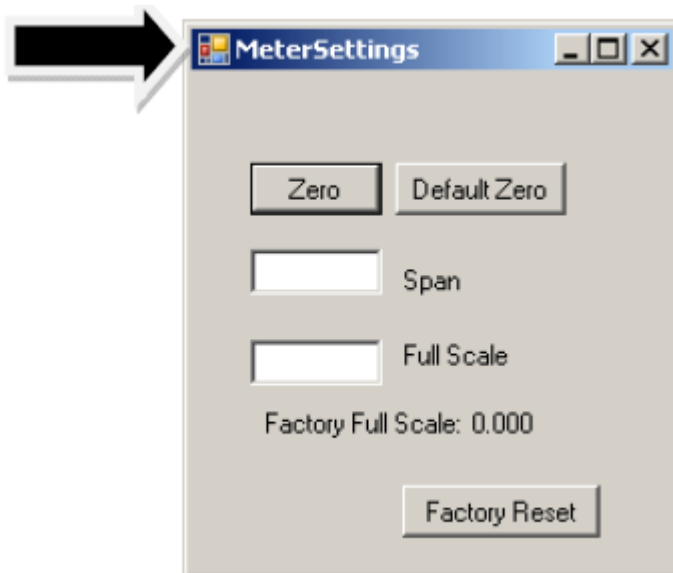 MeterSettings
Zero Default Zero
Span
Full Scale
Factory Full Scale: 0.000
Factory Reset